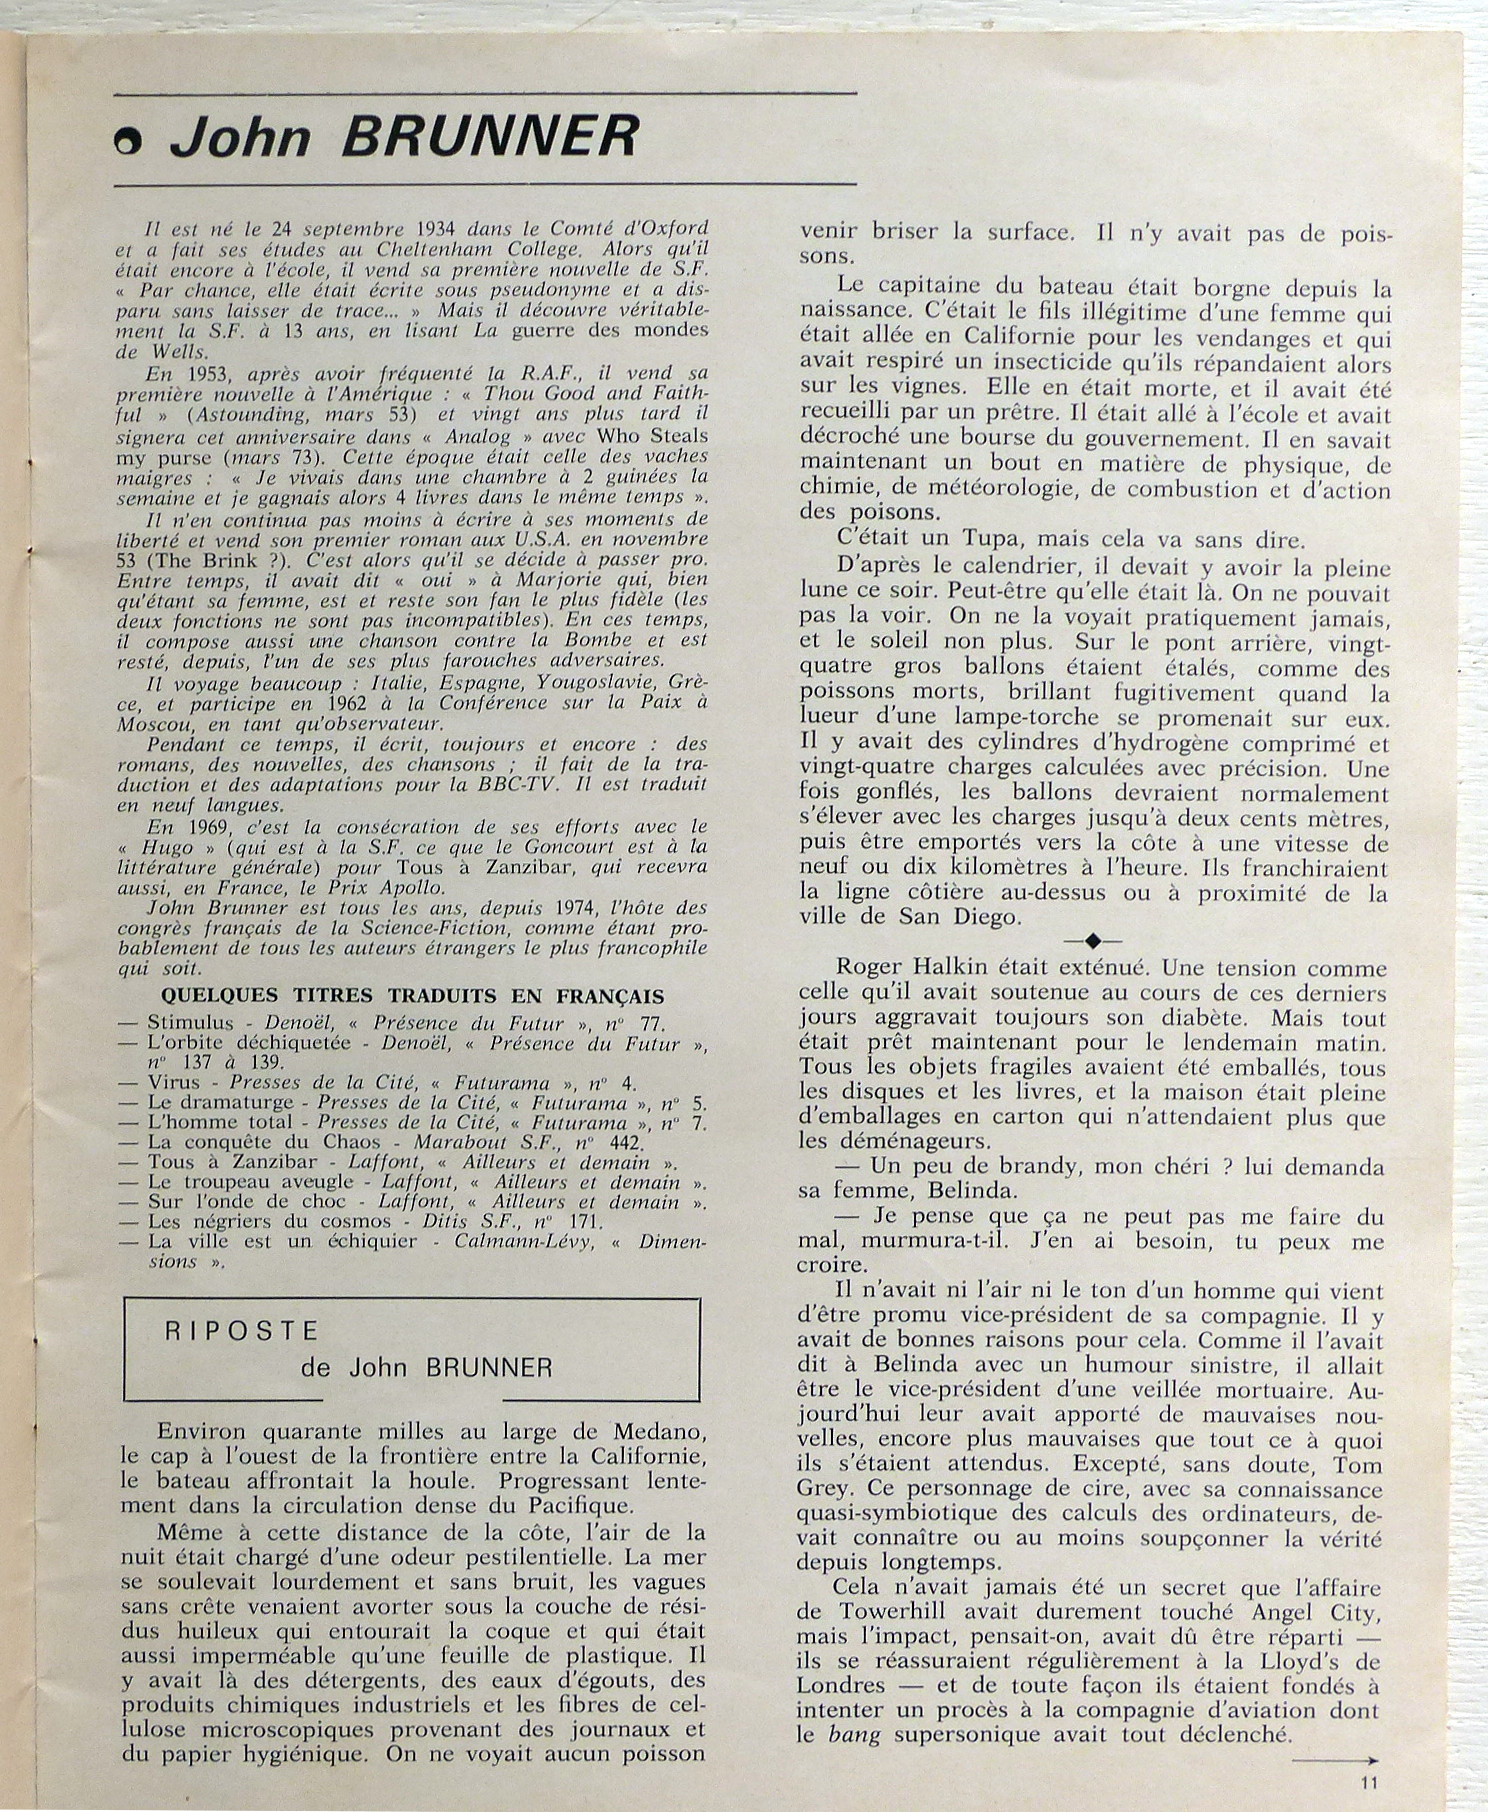 John BRUNNER
Il est né le 24 septembre 1934 dans le Comté d'Oxford
et a fait ses études au Cheltenham College. Alors qu'il
était encore à l'école, il vend sa première nouvelle de S.F.
« Par chance, elle était écrite sous pseudonyme et a dis-
paru sans laisser de trace... » Mais il découvre véritable-
ment la S.F. à 13 ans, en lisant La guerre des mondes
de Wells.
En 1953, après avoir fréquenté la R.A.F., il vend sa
première nouvelle à l'Amérique : « Thou Good and Faith-
ful » (Astounding, mars 53) et vingt ans plus tard il
signera cet anniversaire dans « Analog » avec Who Steals
my purse (mars 73). Cette époque était celle des vaches
maigres : « Je vivais dans une chambre à 2 guinées la
semaine et je gagnais alors 4 livres dans le même temps ».
Il n'en continua pas moins à écrire à ses moments de
liberté et vend son premier roman aux U.S.A. en novembre
53 (The Brink ?). C'est alors qu'il se décide à passer pro.
Entre temps, il avait dit « oui » à Marjorie qui, bien
qu'étant sa femme, est et reste son fan le plus fidèle (les
deux fonctions ne sont pas incompatibles). En ces temps,
il compose aussi une chanson contre la Bombe et est
resté, depuis, l'un de ses plus farouches adversaires.
Il voyage beaucoup : Italie, Espagne, Yougoslavie, Grè-
ce, et participe en 1962 à la Conférence sur la Paix à
Moscou, en tant qu'observateur.
Pendant ce temps, il écrit, toujours et encore : des
romans, des nouvelles, des chansons ; il fait de la tra-
duction et des adaptations pour la BBC-TV. Il est traduit
en neuf langues.
En 1969, c'est la consécration de ses efforts avec le
« Hugo » (qui est à la S.F. ce que le Goncourt est à la
littérature générale) pour Tous à Zanzibar, qui recevra
aussi, en France, le Prix Apollo.
John Brunner est tous les ans, depuis 1974, l'hôte des
congrès français de la Science-Fiction, comme étant pro-
bablement de tous les auteurs étrangers le plus francophile
qui soit.
QUELQUES TITRES TRADUITS EN FRANÇAIS
— Stimulus - Denoël, « Présence du Futur », n° 77.
— L'orbite déchiquetée - Denoël, « Présence du Futur »,
n° 137 à 139.
— Virus - Presses de la Cité, « Futurama », n° 4.
— Le dramaturge - Presses de la Cité, « Futurama », n° 5.
— L'homme total - Presses de la Cité, « Futurama », n° 7.
— La conquête du Chaos - Marabout S.F., n° 442.
— Tous à Zanzibar - Laffont, « Ailleurs et demain ».
— Le troupeau aveugle - Laffont, « Ailleurs et demain ».
— Sur l'onde de choc - Laffont, « Ailleurs et demain ».
— Les négriers du cosmos - Ditis S.F., n° 171.
— La ville est un échiquier - Calmann-Lévy, « Dimen-
sions ».
RIPOSTE
de John BRUNNER
Environ quarante milles au large de Medano,
le cap à l'ouest de la frontière entre la Californie,
le bateau affrontait la houle. Progressant lente-
ment dans la circulation dense du Pacifique.
Même à cette distance de la côte, l'air de la
nuit était chargé d'une odeur pestilentielle. La mer
se soulevait lourdement et sans bruit, les vagues
sans crête venaient avorter sous la couche de rési-
dus huileux qui entourait la coque et qui était
aussi imperméable qu'une feuille de plastique. Il
y avait là des détergents, des eaux d'égouts, des
produits chimiques industriels et les fibres de cel-
lulose microscopiques provenant des journaux et
du papier hygiénique. On ne voyait aucun poisson
venir briser la surface. Il n'y avait pas de pois-
sons.
Le capitaine du bateau était borgne depuis la
naissance. C'était le fils illégitime d'une femme qui
était allée en Californie pour les vendanges et qui
avait respiré un insecticide qu'ils répandaient alors
sur les vignes. Elle en était morte, et il avait été
recueilli par un prêtre. Il était allé à l'école et avait
décroché une bourse du gouvernement. Il en savait
maintenant un bout en matière de physique, de
chimie, de météorologie, de combustion et d'action
des poisons.
C'était un Tupa, mais cela va sans dire.
D'après le calendrier, il devait y avoir la pleine
lune ce soir. Peut-être qu'elle était là. On ne pouvait
pas la voir. On ne la voyait pratiquement jamais,
et le soleil non plus. Sur le pont arrière, vingt-
quatre gros ballons étaient étalés, comme des
poissons morts, brillant fugitivement quand la
lueur d'une lampe-torche se promenait sur eux.
Il y avait des cylindres d'hydrogène comprimé et
vingt-quatre charges calculées avec précision. Une
fois gonflés, les ballons devraient normalement
s'élever avec les charges jusqu'à deux cents mètres,
puis être emportés vers la côte à une vitesse de
neuf ou dix kilomètres à l'heure. Ils franchiraient
la ligne côtière au-dessus ou à proximité de la
ville de San Diego.
Roger Halkin était exténué. Une tension comme
celle qu'il avait soutenue au cours de ces derniers
jours aggravait toujours son diabète. Mais tout
était prêt maintenant pour le lendemain matin.
Tous les objets fragiles avaient été emballés, tous
les disques et les livres, et la maison était pleine
d'emballages en carton qui n'attendaient plus que
les déménageurs.
— Un peu de brandy, mon chéri ? lui demanda
sa femme, Belinda.
— Je pense que ça ne peut pas me faire du
mal, murmura-t-il. J'en ai besoin, tu peux me
croire.
Il n'avait ni l'air ni le ton d'un homme qui vient
d'être promu vice-président de sa compagnie. Il y
avait de bonnes raisons pour cela. Comme il l'avait
dit à Belinda avec un humour sinistre, il allait
être le vice-président d'une veillée mortuaire. Au-
jourd'hui leur avait apporté de mauvaises nou-
velles, encore plus mauvaises que tout ce à quoi
ils s'étaient attendus. Excepté, sans doute, Tom
Grey. Ce personnage de cire, avec sa connaissance
quasi-symbiotique des calculs des ordinateurs, de-
vait connaître ou au moins soupçonner la vérité
depuis longtemps.
Cela n'avait jamais été un secret que l'affaire
de Towerhill avait durement touché Angel City,
mais l'impact, pensait-on, avait dû être réparti —
ils se réassuraient régulièrement à la Lloyd's de
Londres — et de toute façon ils étaient fondés à
intenter un procès à la compagnie d'aviation dont
le bang supersonique avait tout déclenché.
11